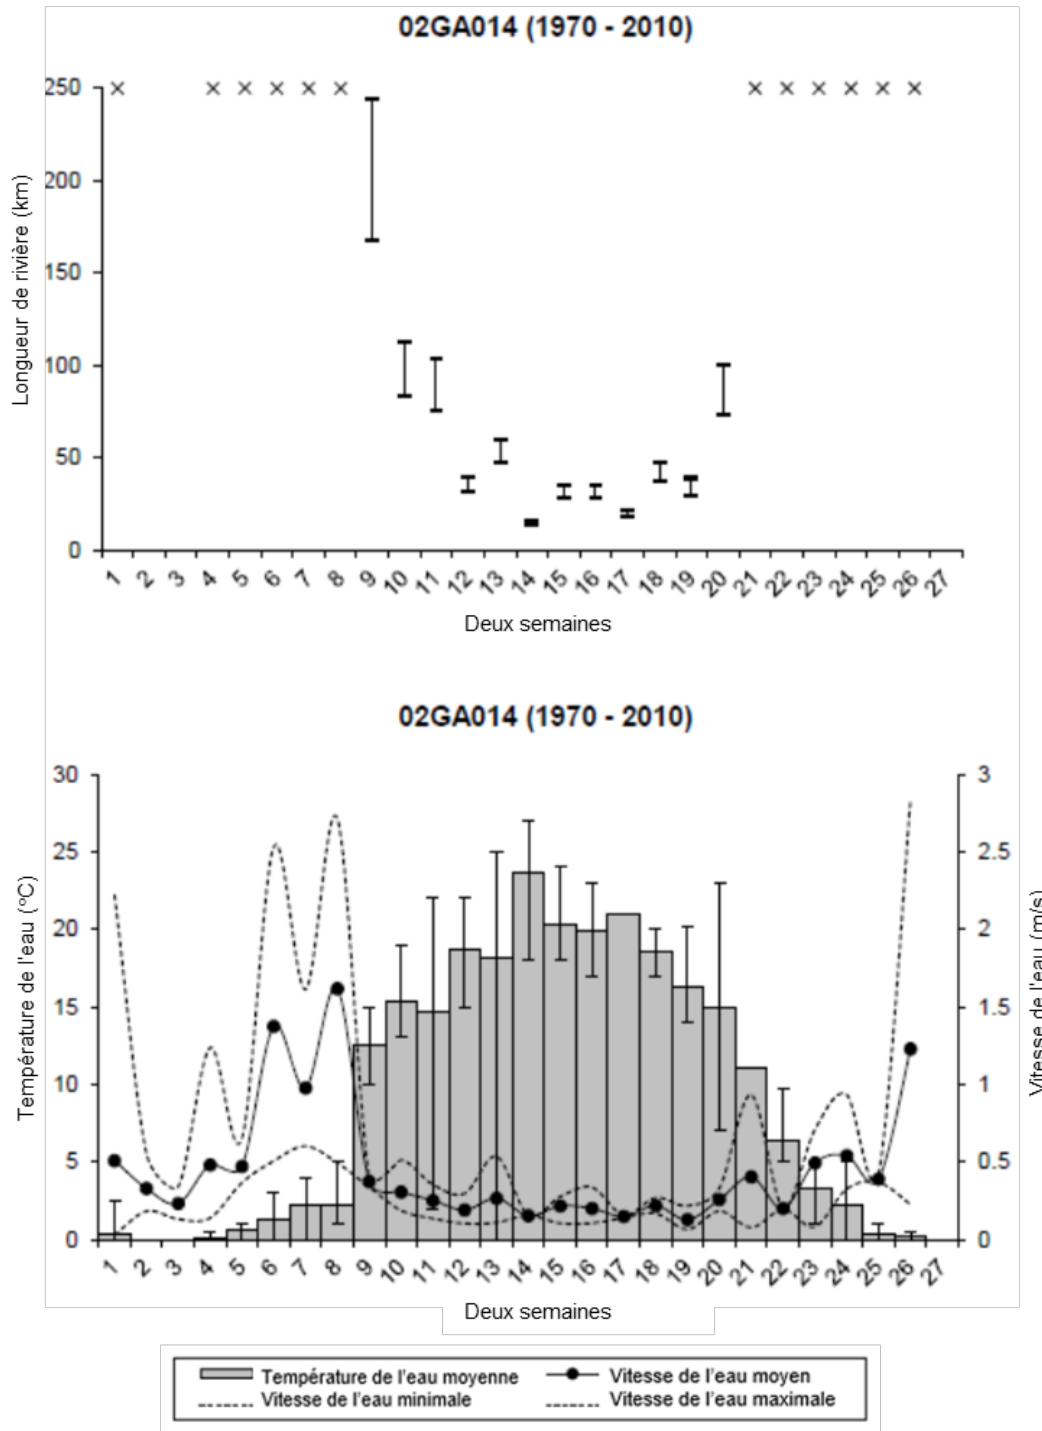 02GA014 (1970 - 2010)
Longueur de rivière (km)
250
200
150
100
50
0
1 2 3 4 5 6 7 8 9 10 11 12 13 14 15 16 17 18 19 20 21 22 23 24 25 26 27
Deux semaines
02GA014 (1970 - 2010)
Température de l'eau (°C)
30
25
20
15
10
5
0
3
2.5
2
1.5
1
0.5
0
Vitesse de l'eau (m/s)
1 2 3 4 5 6 7 8 9 10 11 12 13 14 15 16 17 18 19 20 21 22 23 24 25 26 27
Deux semaines
Température de l'eau moyenne
Vitesse de l'eau moyen
Vitesse de l'eau minimale
Vitesse de l'eau maximale